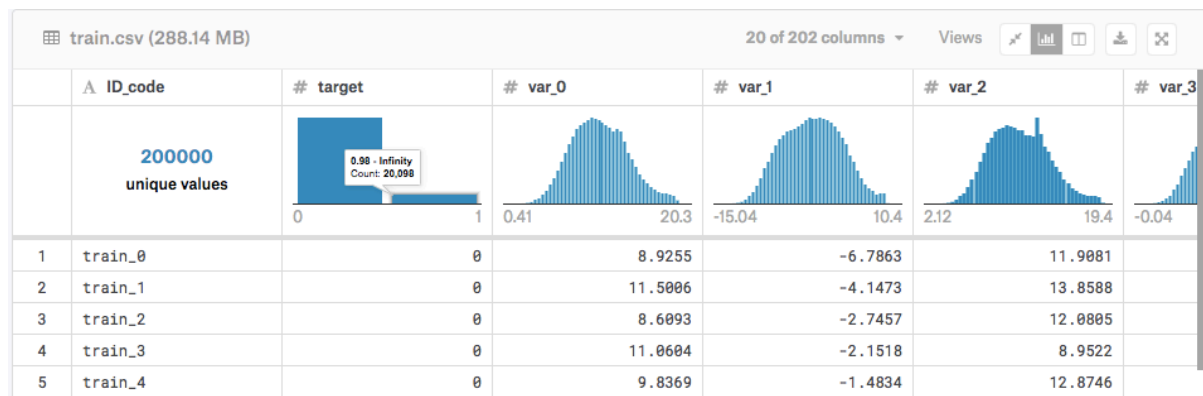 train.csv (288.14 MB) 20 of 202 columns Views
A ID_code # target # var_0 # var_1 # var_2 # var_3
200000
unique values
0.98 - Infinity
Count: 20,098
0 1 0.41 20.3 -15.04 10.4 2.12 19.4 -0.04
1 train_0 0 8.9255 -6.7863 11.9081
2 train_1 0 11.5006 -4.1473 13.8588
3 train_2 0 8.6093 -2.7457 12.0805
4 train_3 0 11.0604 -2.1518 8.9522
5 train_4 0 9.8369 -1.4834 12.8746